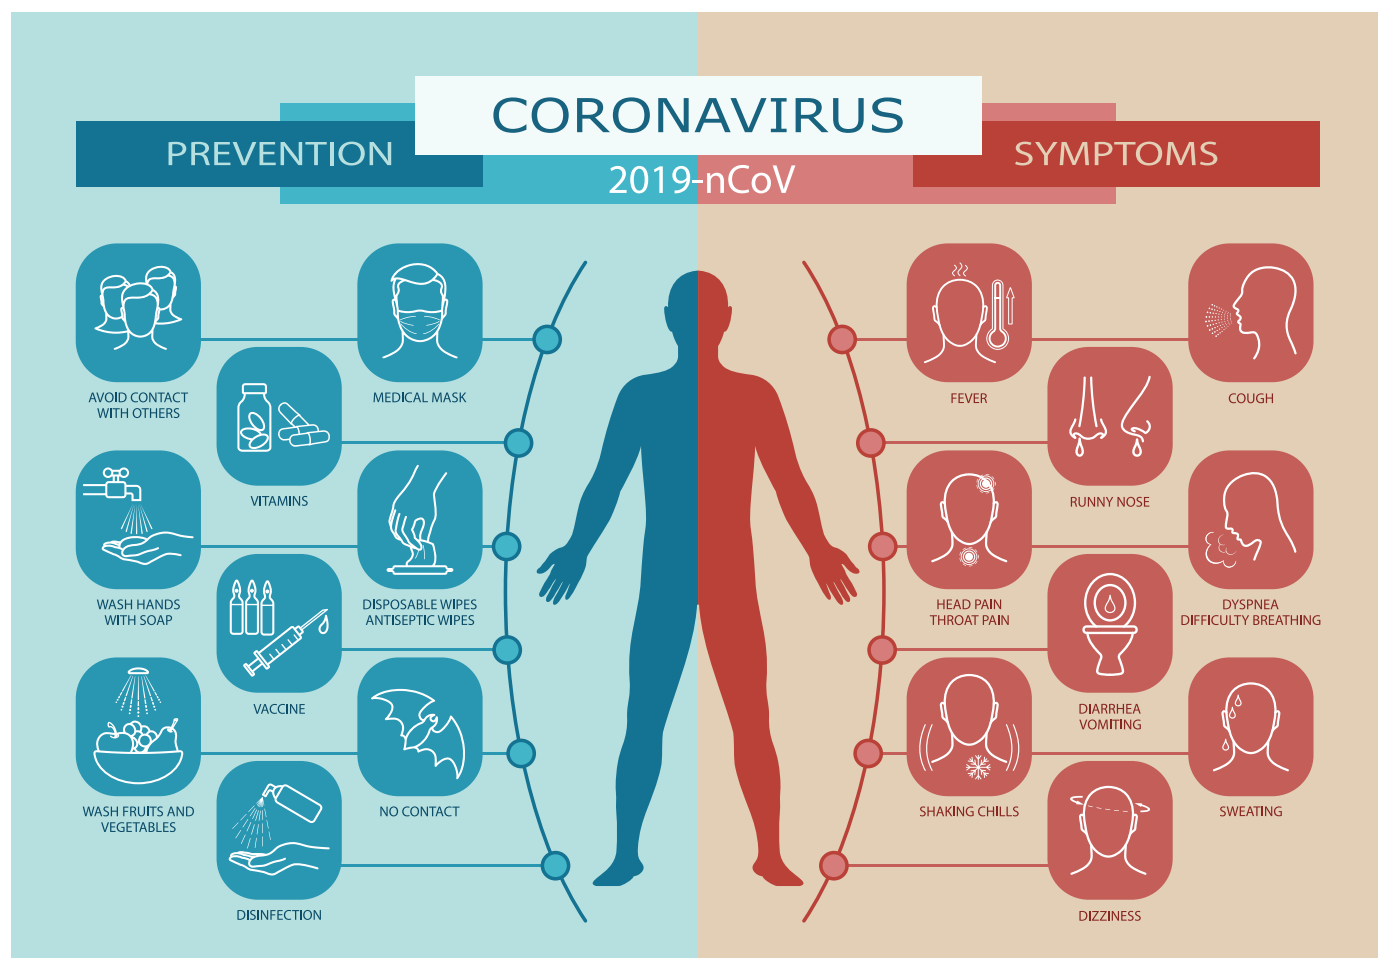 CORONAVIRUS
2019-nCoV
PREVENTION
AVOID CONTACT
WITH OTHERS
MEDICAL MASK
VITAMINS
WASH HANDS
WITH SOAP
DISPOSABLE WIPES
ANTISEPTIC WIPES
VACCINE
WASH FRUITS AND
VEGETABLES
NO CONTACT
DISINFECTION
SYMPTOMS
FEVER
COUGH
RUNNY NOSE
HEAD PAIN
THROAT PAIN
DYSPNEA
DIFFICULTY BREATHING
DIARRHEA
VOMITING
SHAKING CHILLS
SWEATING
DIZZINESS